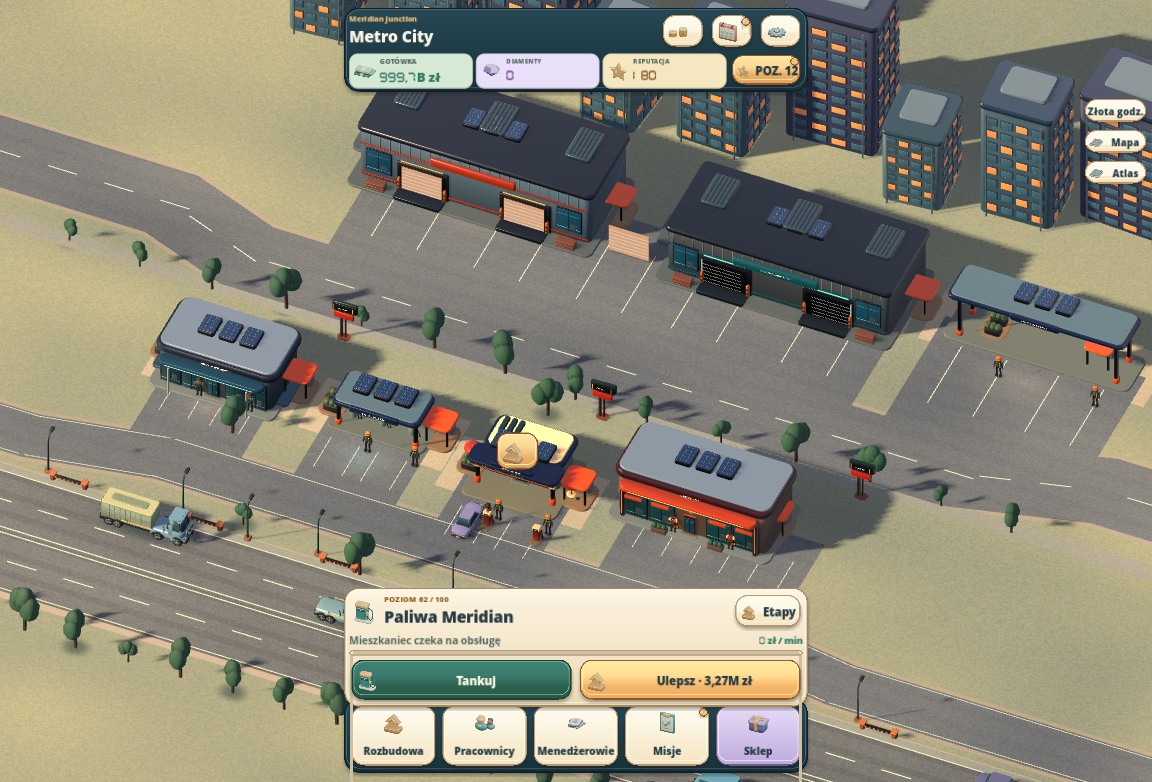 Meridian Junction
Metro City
GOTÓWKA
999,7B zł
DIAMENTY
0
REPUTACJA
80
POZ. 12
Złota godz.
Mapa
Atlas
POZIOM 62 / 100
Paliwa Meridian
Etapy
Mieszkaniec czeka na obsługę
0 zł / min
Tankuj
Ulepsz · 3,27M zł
Rozbudowa
Pracownicy
Menedżerowie
Misje
Sklep